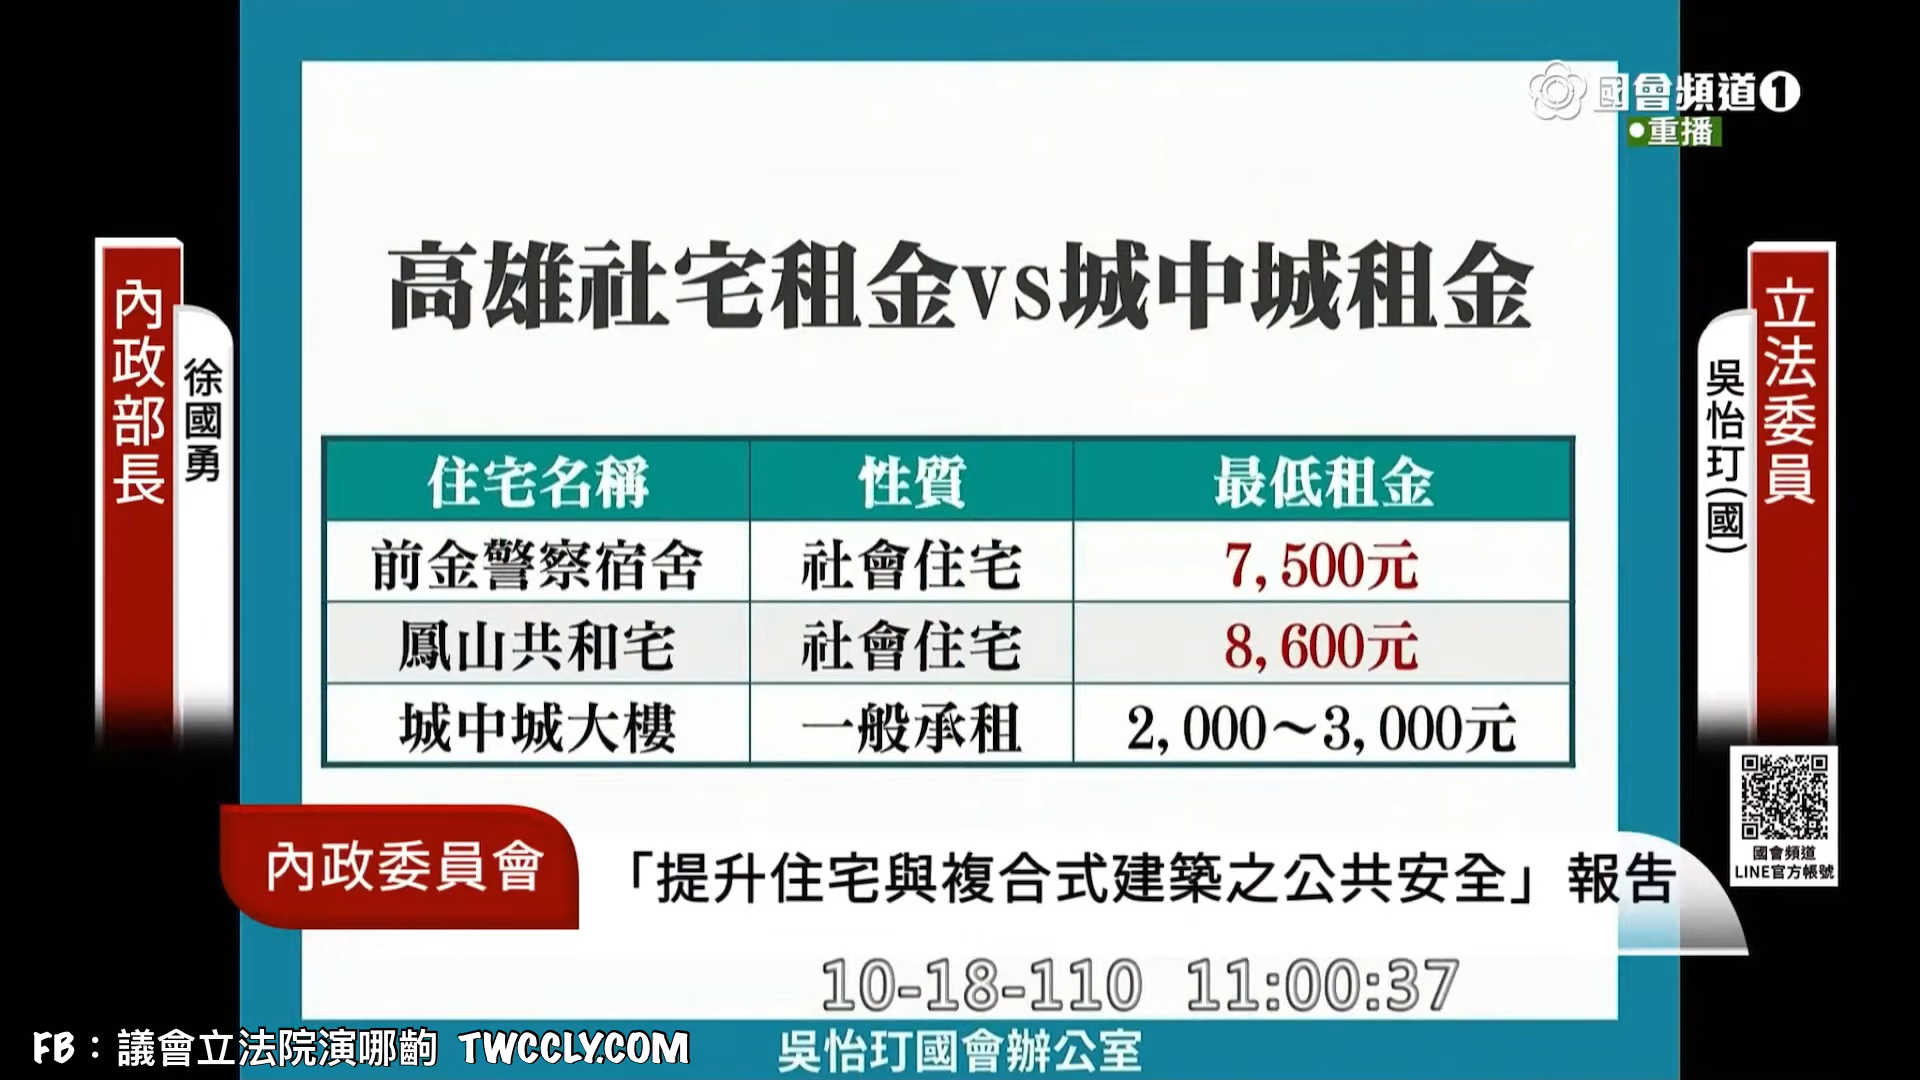 國會頻道1
重播
高雄社宅租金vs城中城租金
內政部長
徐國勇
立法委員
吳怡玎(國)
住宅名稱 性質 最低租金
前金警察宿舍 社會住宅 7,500元
鳳山共和宅 社會住宅 8,600元
城中城大樓 一般承租 2,000~3,000元
國會頻道
LINE官方帳號
內政委員會
「提升住宅與複合式建築之公共安全」報告
10-18-110 11:00:37
FB：議會立法院演哪齣 TWCCLY.COM
吳怡玎國會辦公室